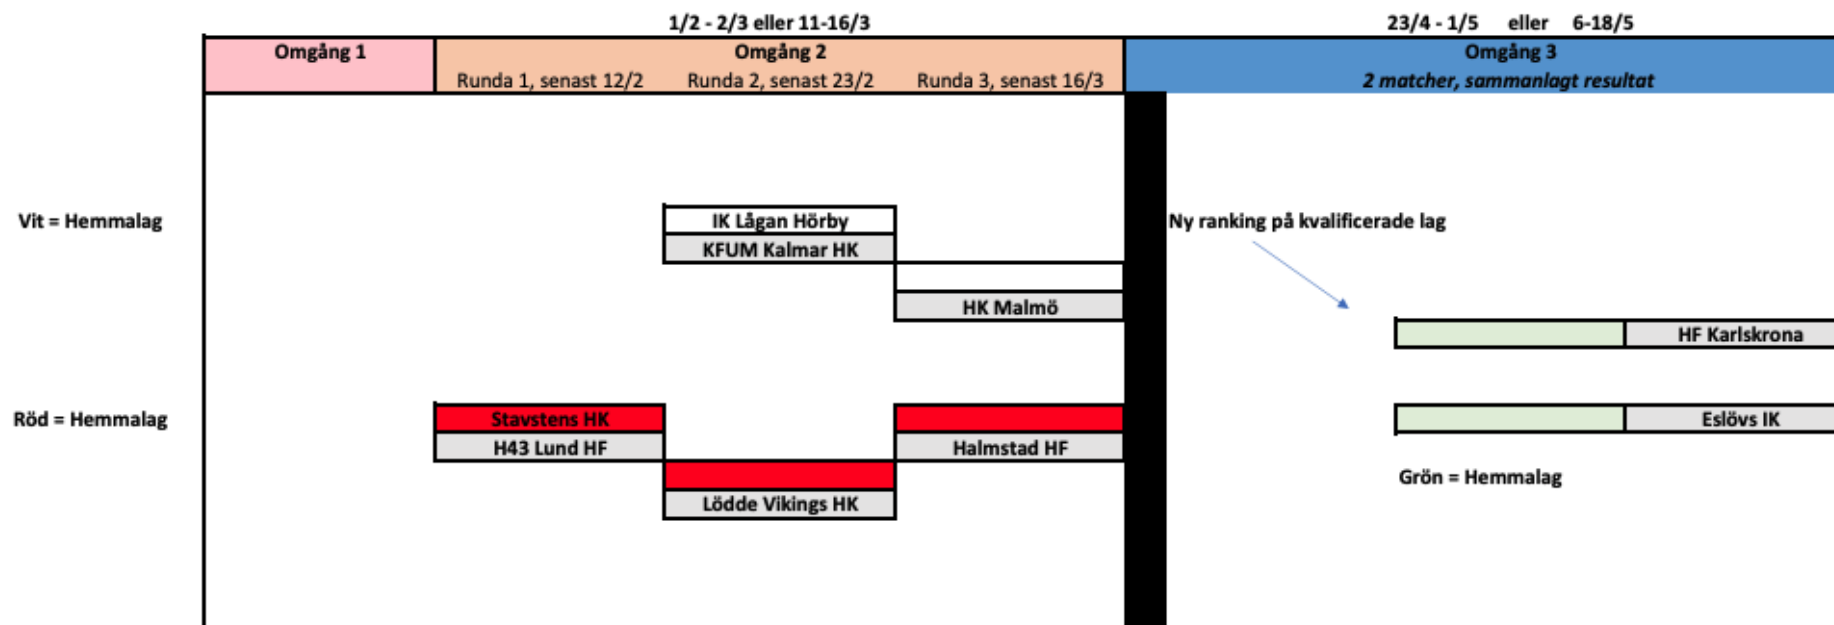 1/2 - 2/3 eller 11-16/3
23/4 - 1/5 eller 6-18/5
Omgång 1
Omgång 2
Omgång 3
Runda 1, senast 12/2
Runda 2, senast 23/2
Runda 3, senast 16/3
2 matcher, sammanlagt resultat
Vit = Hemmalag
IK Lågan Hörby
Ny ranking på kvalificerade lag
KFUM Kalmar HK
HK Malmö
HF Karlskrona
Röd = Hemmalag
Stavstens HK
Eslövs IK
H43 Lund HF
Halmstad HF
Grön = Hemmalag
Lödde Vikings HK